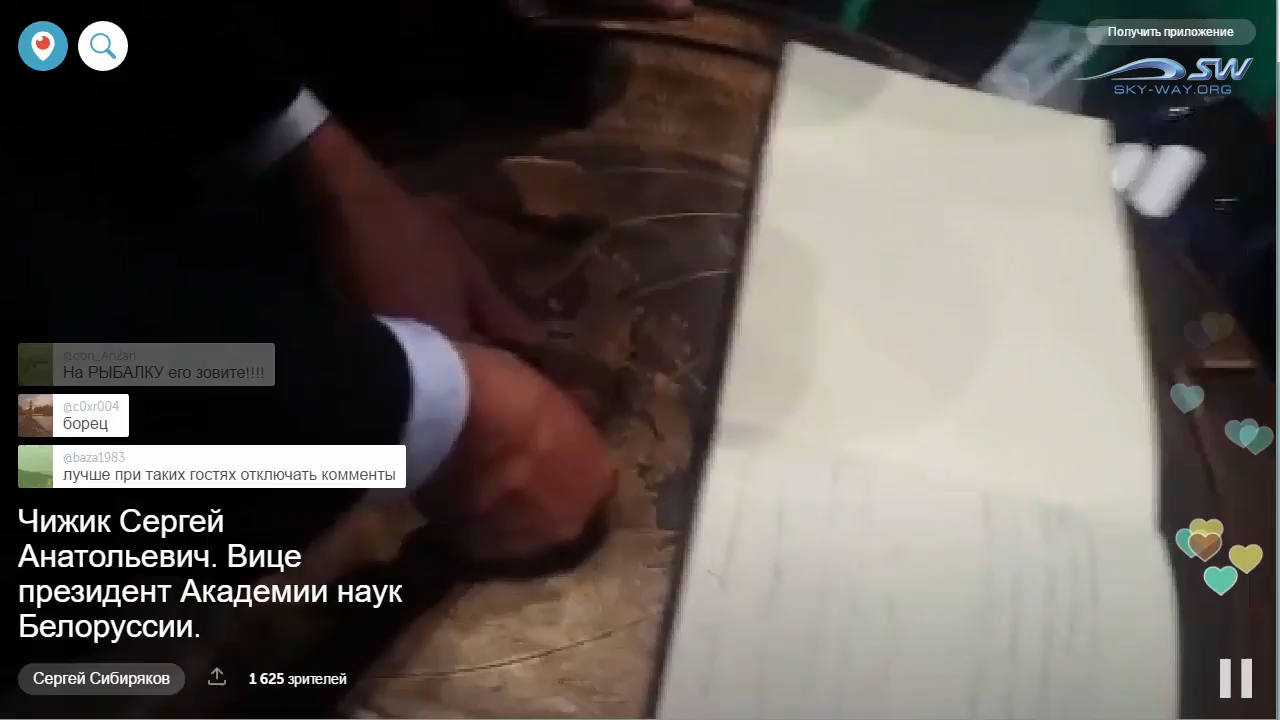 Получить приложение
SW
SKY-WAY.ORG
@don_Anzari
На РЫБАЛКУ его зовите!!!!
@c0xr004
борец
@baza1983
лучше при таких гостях отключать комменты
Чижик Сергей
Анатольевич. Вице
президент Академии наук
Белоруссии.
Сергей Сибиряков
1 625 зрителей